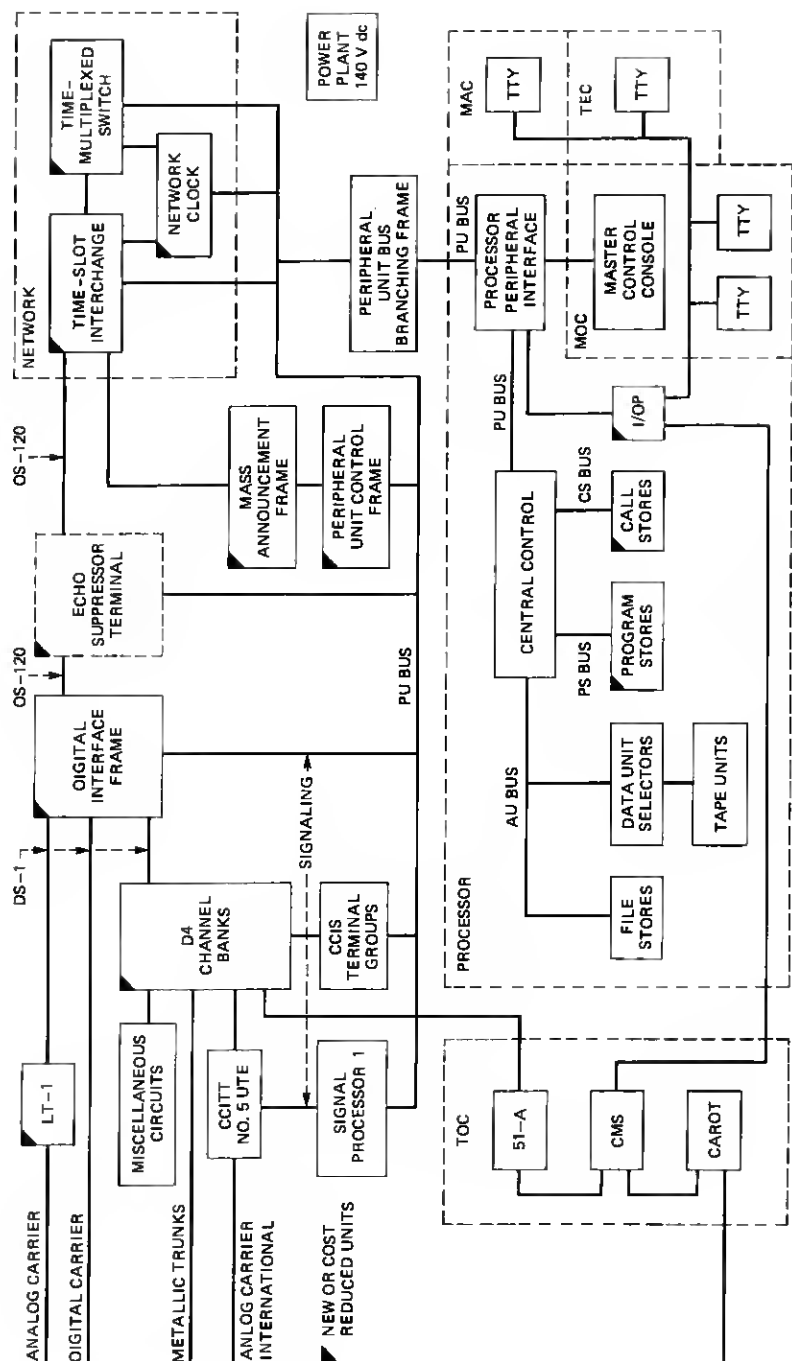 ANALOG CARRIER
DIGITAL CARRIER
METALLIC TRUNKS
ANLOG CARRIER
INTERNATIONAL
NEW OR COST
REDUCED UNITS
LT-1
MISCELLANEOUS
CIRCUITS
CCITT
NO. 5 UTE
SIGNAL
PROCESSOR 1
DS-1
D4
CHANNEL
BANKS
CCIS
TERMINAL
GROUPS
SIGNALING
DIGITAL
INTERFACE
FRAME
OS-120
ECHO
SUPPRESSOR
TERMINAL
OS-120
PU BUS
MASS
ANNOUNCEMENT
FRAME
PERIPHERAL
UNIT CONTROL
FRAME
NETWORK
TIME-SLOT
INTERCHANGE
TIME-
MULTIPLEXED
SWITCH
NETWORK
CLOCK
PERIPHERAL
UNIT BUS
BRANCHING FRAME
POWER
PLANT
140 V dc
TOC
51-A
CMS
CAROT
PROCESSOR
AU BUS
FILE
STORES
DATA UNIT
SELECTORS
TAPE UNITS
CENTRAL CONTROL
PS BUS
PROGRAM
STORES
CS BUS
CALL
STORES
PU BUS
PU BUS
PROCESSOR
PERIPHERAL
INTERFACE
I/OP
MOC
MASTER
CONTROL
CONSOLE
TTY
TTY
MAC
TTY
TEC
TTY